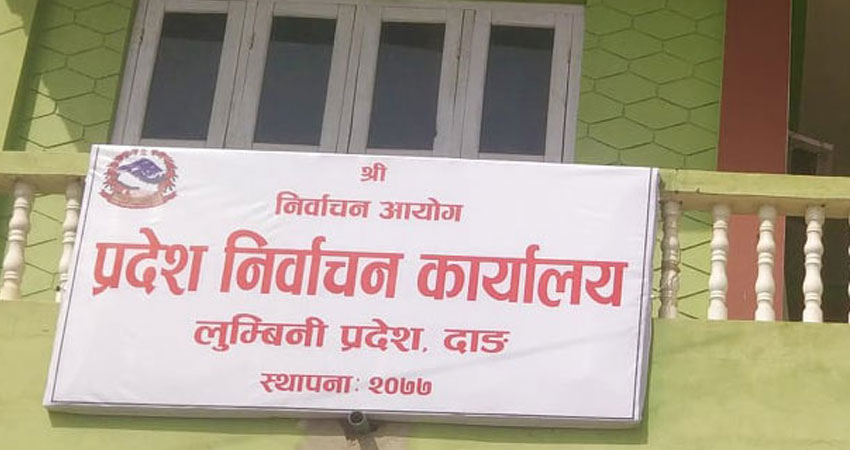 श्री
निर्वाचन आयोग
प्रदेश निर्वाचन कार्यालय
लुम्बिनी प्रदेश, दाङ
स्थापना: २०७७